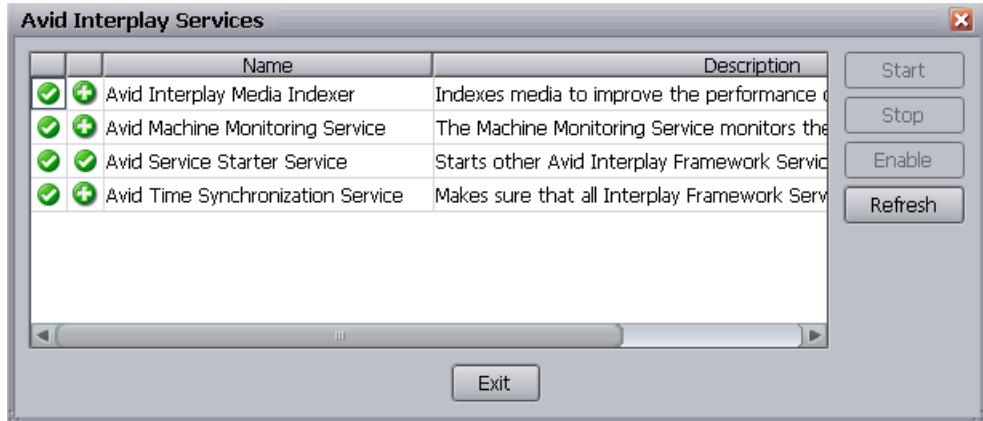 Avid Interplay Services
Name Description
Avid Interplay Media Indexer Indexes media to improve the performance
Avid Machine Monitoring Service The Machine Monitoring Service monitors the
Avid Service Starter Service Starts other Avid Interplay Framework Servic
Avid Time Synchronization Service Makes sure that all Interplay Framework Serv
Start
Stop
Enable
Refresh
Exit